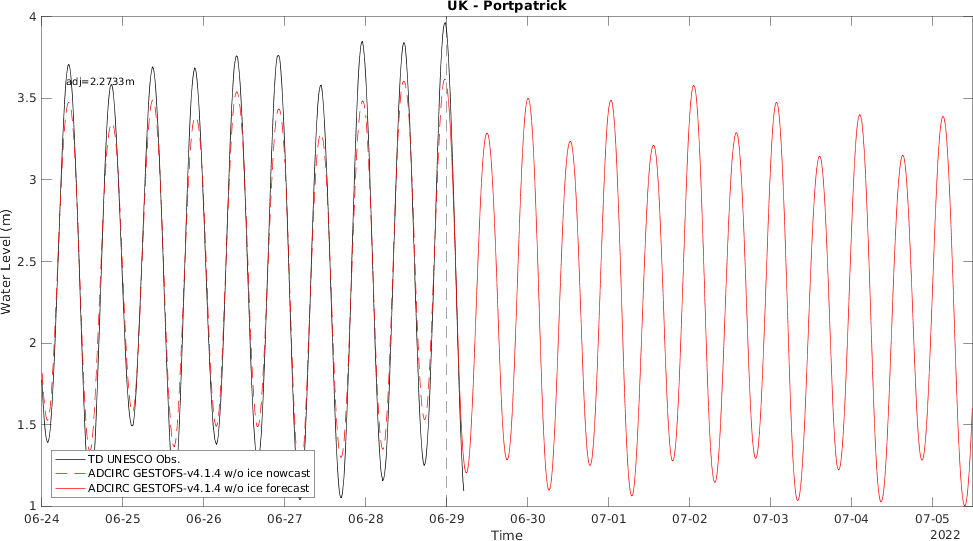 UK - Portpatrick
4
3.5
3
2.5
2
1.5
1
Water Level (m)
adj=2.2733m
TD UNESCO Obs.
ADCIRC GESTOFS-v4.1.4 w/o ice nowcast
ADCIRC GESTOFS-v4.1.4 w/o ice forecast
06-24 06-25 06-26 06-27 06-28 06-29 06-30 07-01 07-02 07-03 07-04 07-05
2022
Time